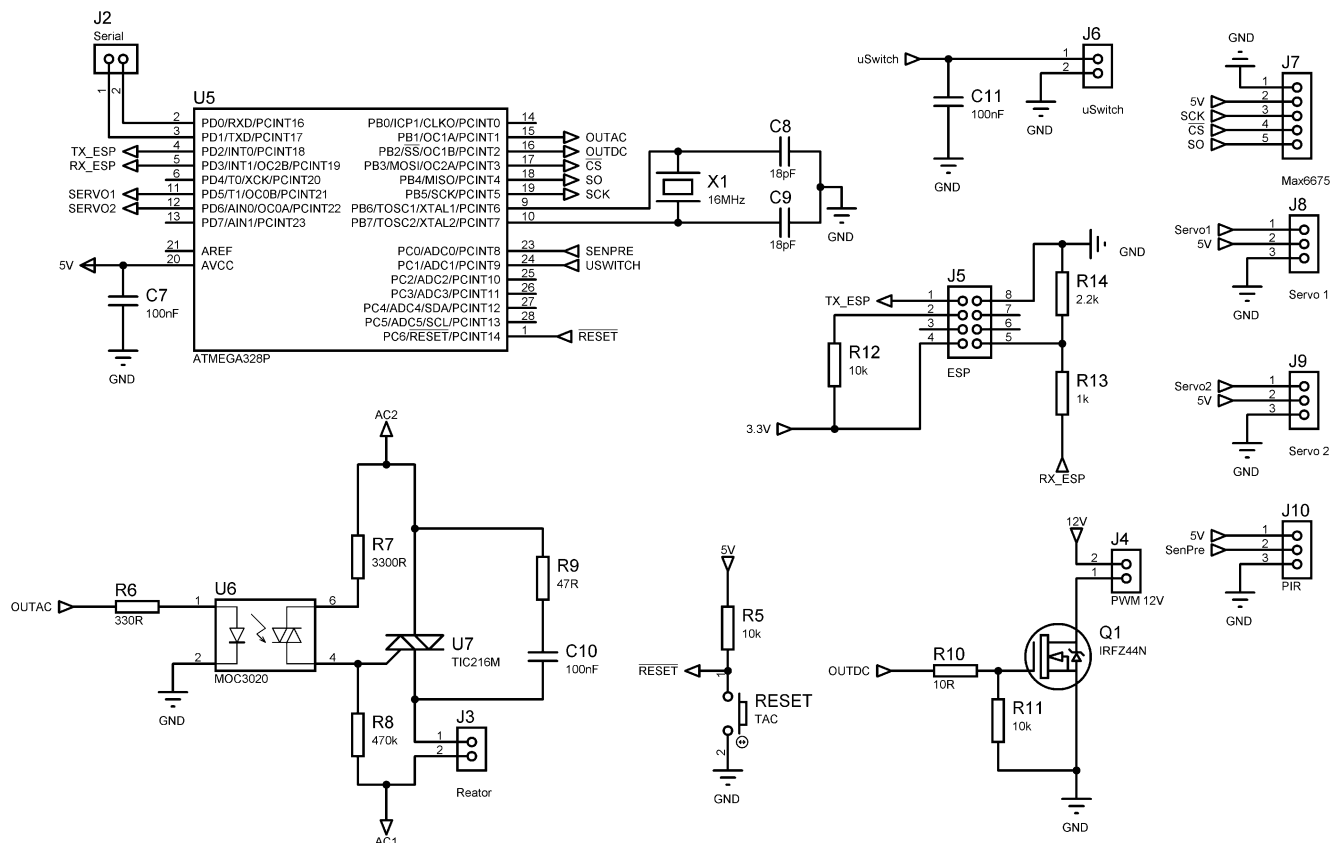 J2
Serial
1
2
U5
2 PD0/RXD/PCINT16
3 PD1/TXD/PCINT17
TX_ESP 4 PD2/INT0/PCINT18
RX_ESP 5 PD3/INT1/OC2B/PCINT19
6 PD4/T0/XCK/PCINT20
SERVO1 11 PD5/T1/OC0B/PCINT21
SERVO2 12 PD6/AIN0/OC0A/PCINT22
13 PD7/AIN1/PCINT23
21 AREF
5V 20 AVCC
PB0/ICP1/CLKO/PCINT0 14
PB1/OC1A/PCINT1 15 OUTAC
PB2/SS/OC1B/PCINT2 16 OUTDC
PB3/MOSI/OC2A/PCINT3 17 CS
PB4/MISO/PCINT4 18 SO
PB5/SCK/PCINT5 19 SCK
PB6/TOSC1/XTAL1/PCINT6 9
PB7/TOSC2/XTAL2/PCINT7 10
PC0/ADC0/PCINT8 23 SENPRE
PC1/ADC1/PCINT9 24 USWITCH
PC2/ADC2/PCINT10 25
PC3/ADC3/PCINT11 26
PC4/ADC4/SDA/PCINT12 27
PC5/ADC5/SCL/PCINT13 28
PC6/RESET/PCINT14 1 RESET
ATMEGA328P
C7
100nF
GND
C8
18pF
X1
16MHz
C9
18pF
GND
uSwitch
C11
100nF
GND
J6
1
2
GND
uSwitch
GND
J7
1
5V 2
SCK 3
CS 4
SO 5
Max6675
J8
Servo1 1
5V 2
3
GND
Servo 1
J9
Servo2 1
5V 2
3
GND
Servo 2
J10
5V 1
SenPre 2
3
GND
PIR
GND
R14
2.2k
J5
TX_ESP 1 8
2 7
3 6
4 5
ESP
R12
10k
R13
1k
3.3V
RX_ESP
AC2
R7
3300R
R9
47R
OUTAC
R6
330R
U6
1
6
2
4
MOC3020
GND
U7
TIC216M
C10
100nF
R8
470k
J3
1
2
Reator
AC1
5V
R5
10k
RESET
1
RESET
TAC
2
GND
12V
J4
2
1
PWM 12V
Q1
IRFZ44N
OUTDC
R10
10R
R11
10k
GND